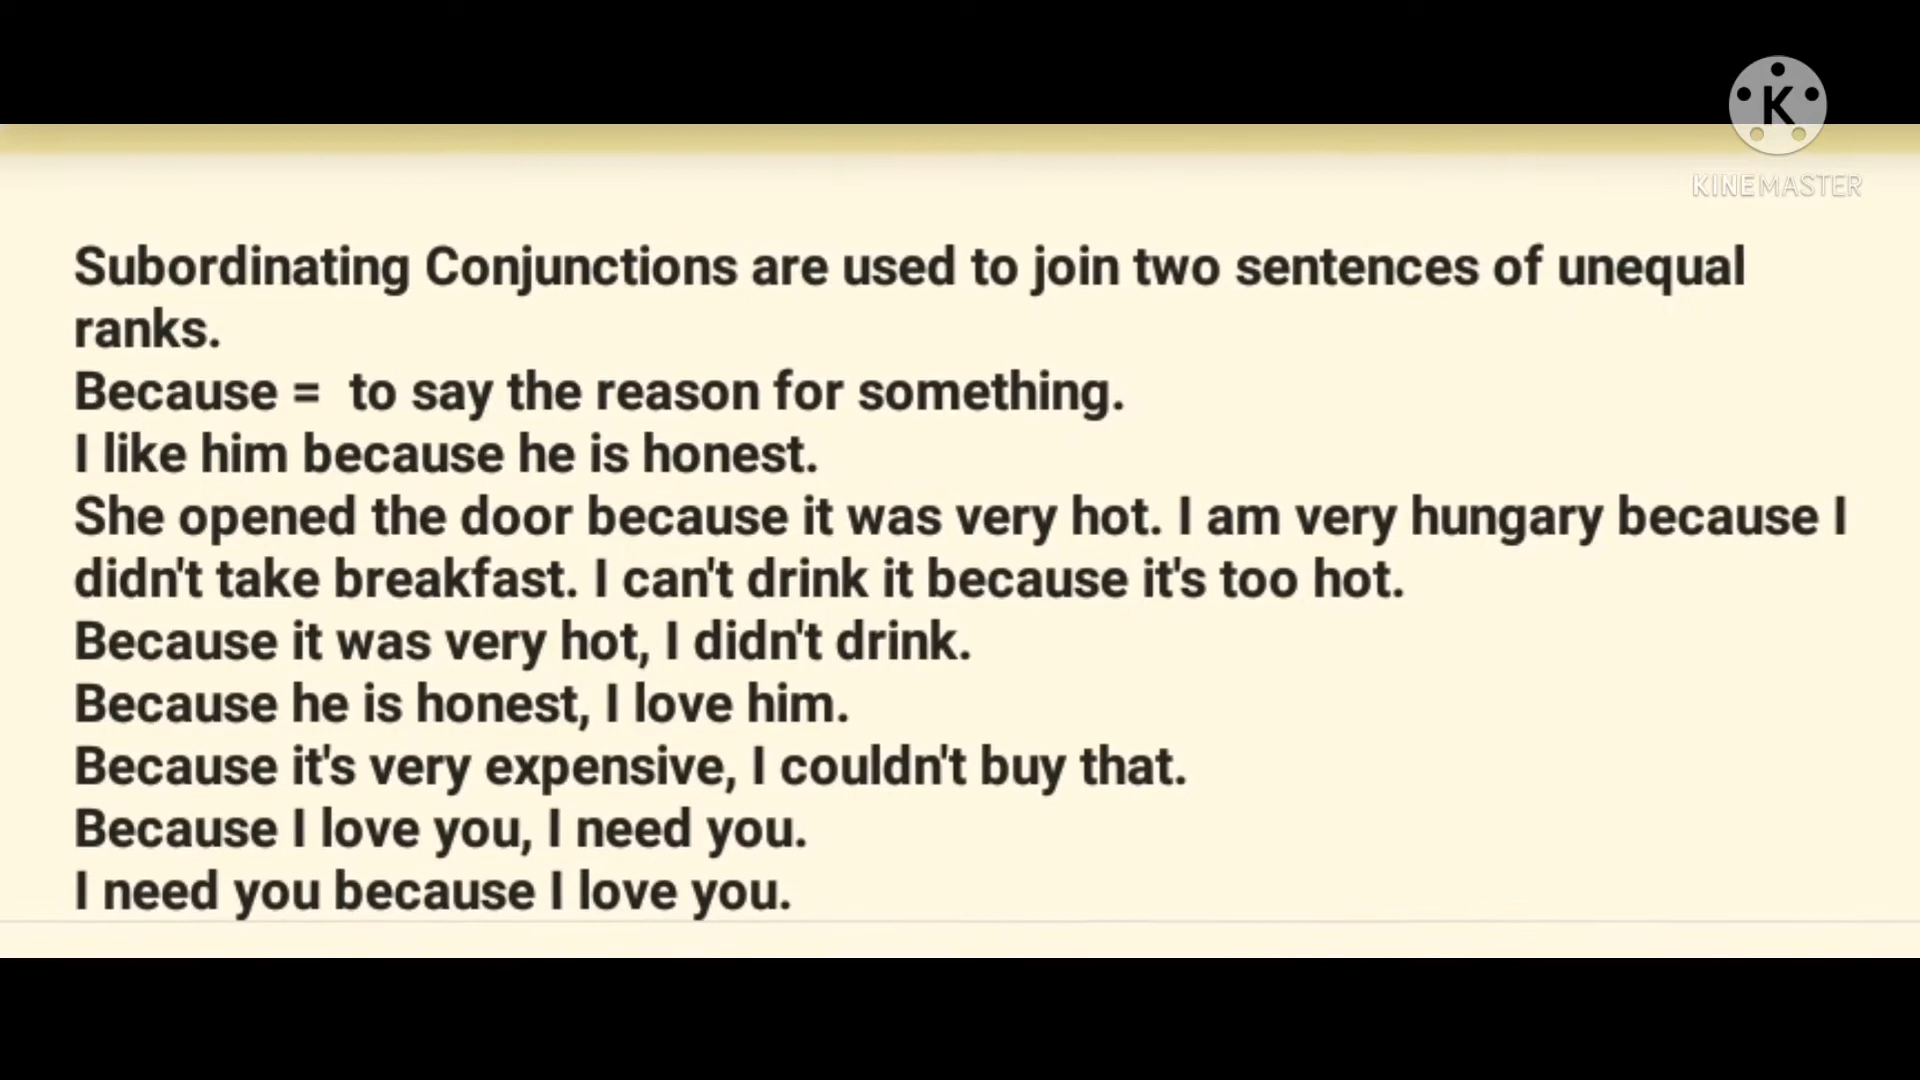 K
KINEMASTER
Subordinating Conjunctions are used to join two sentences of unequal
ranks.
Because =  to say the reason for something.
I like him because he is honest.
She opened the door because it was very hot. I am very hungary because I
didn't take breakfast. I can't drink it because it's too hot.
Because it was very hot, I didn't drink.
Because he is honest, I love him.
Because it's very expensive, I couldn't buy that.
Because I love you, I need you.
I need you because I love you.